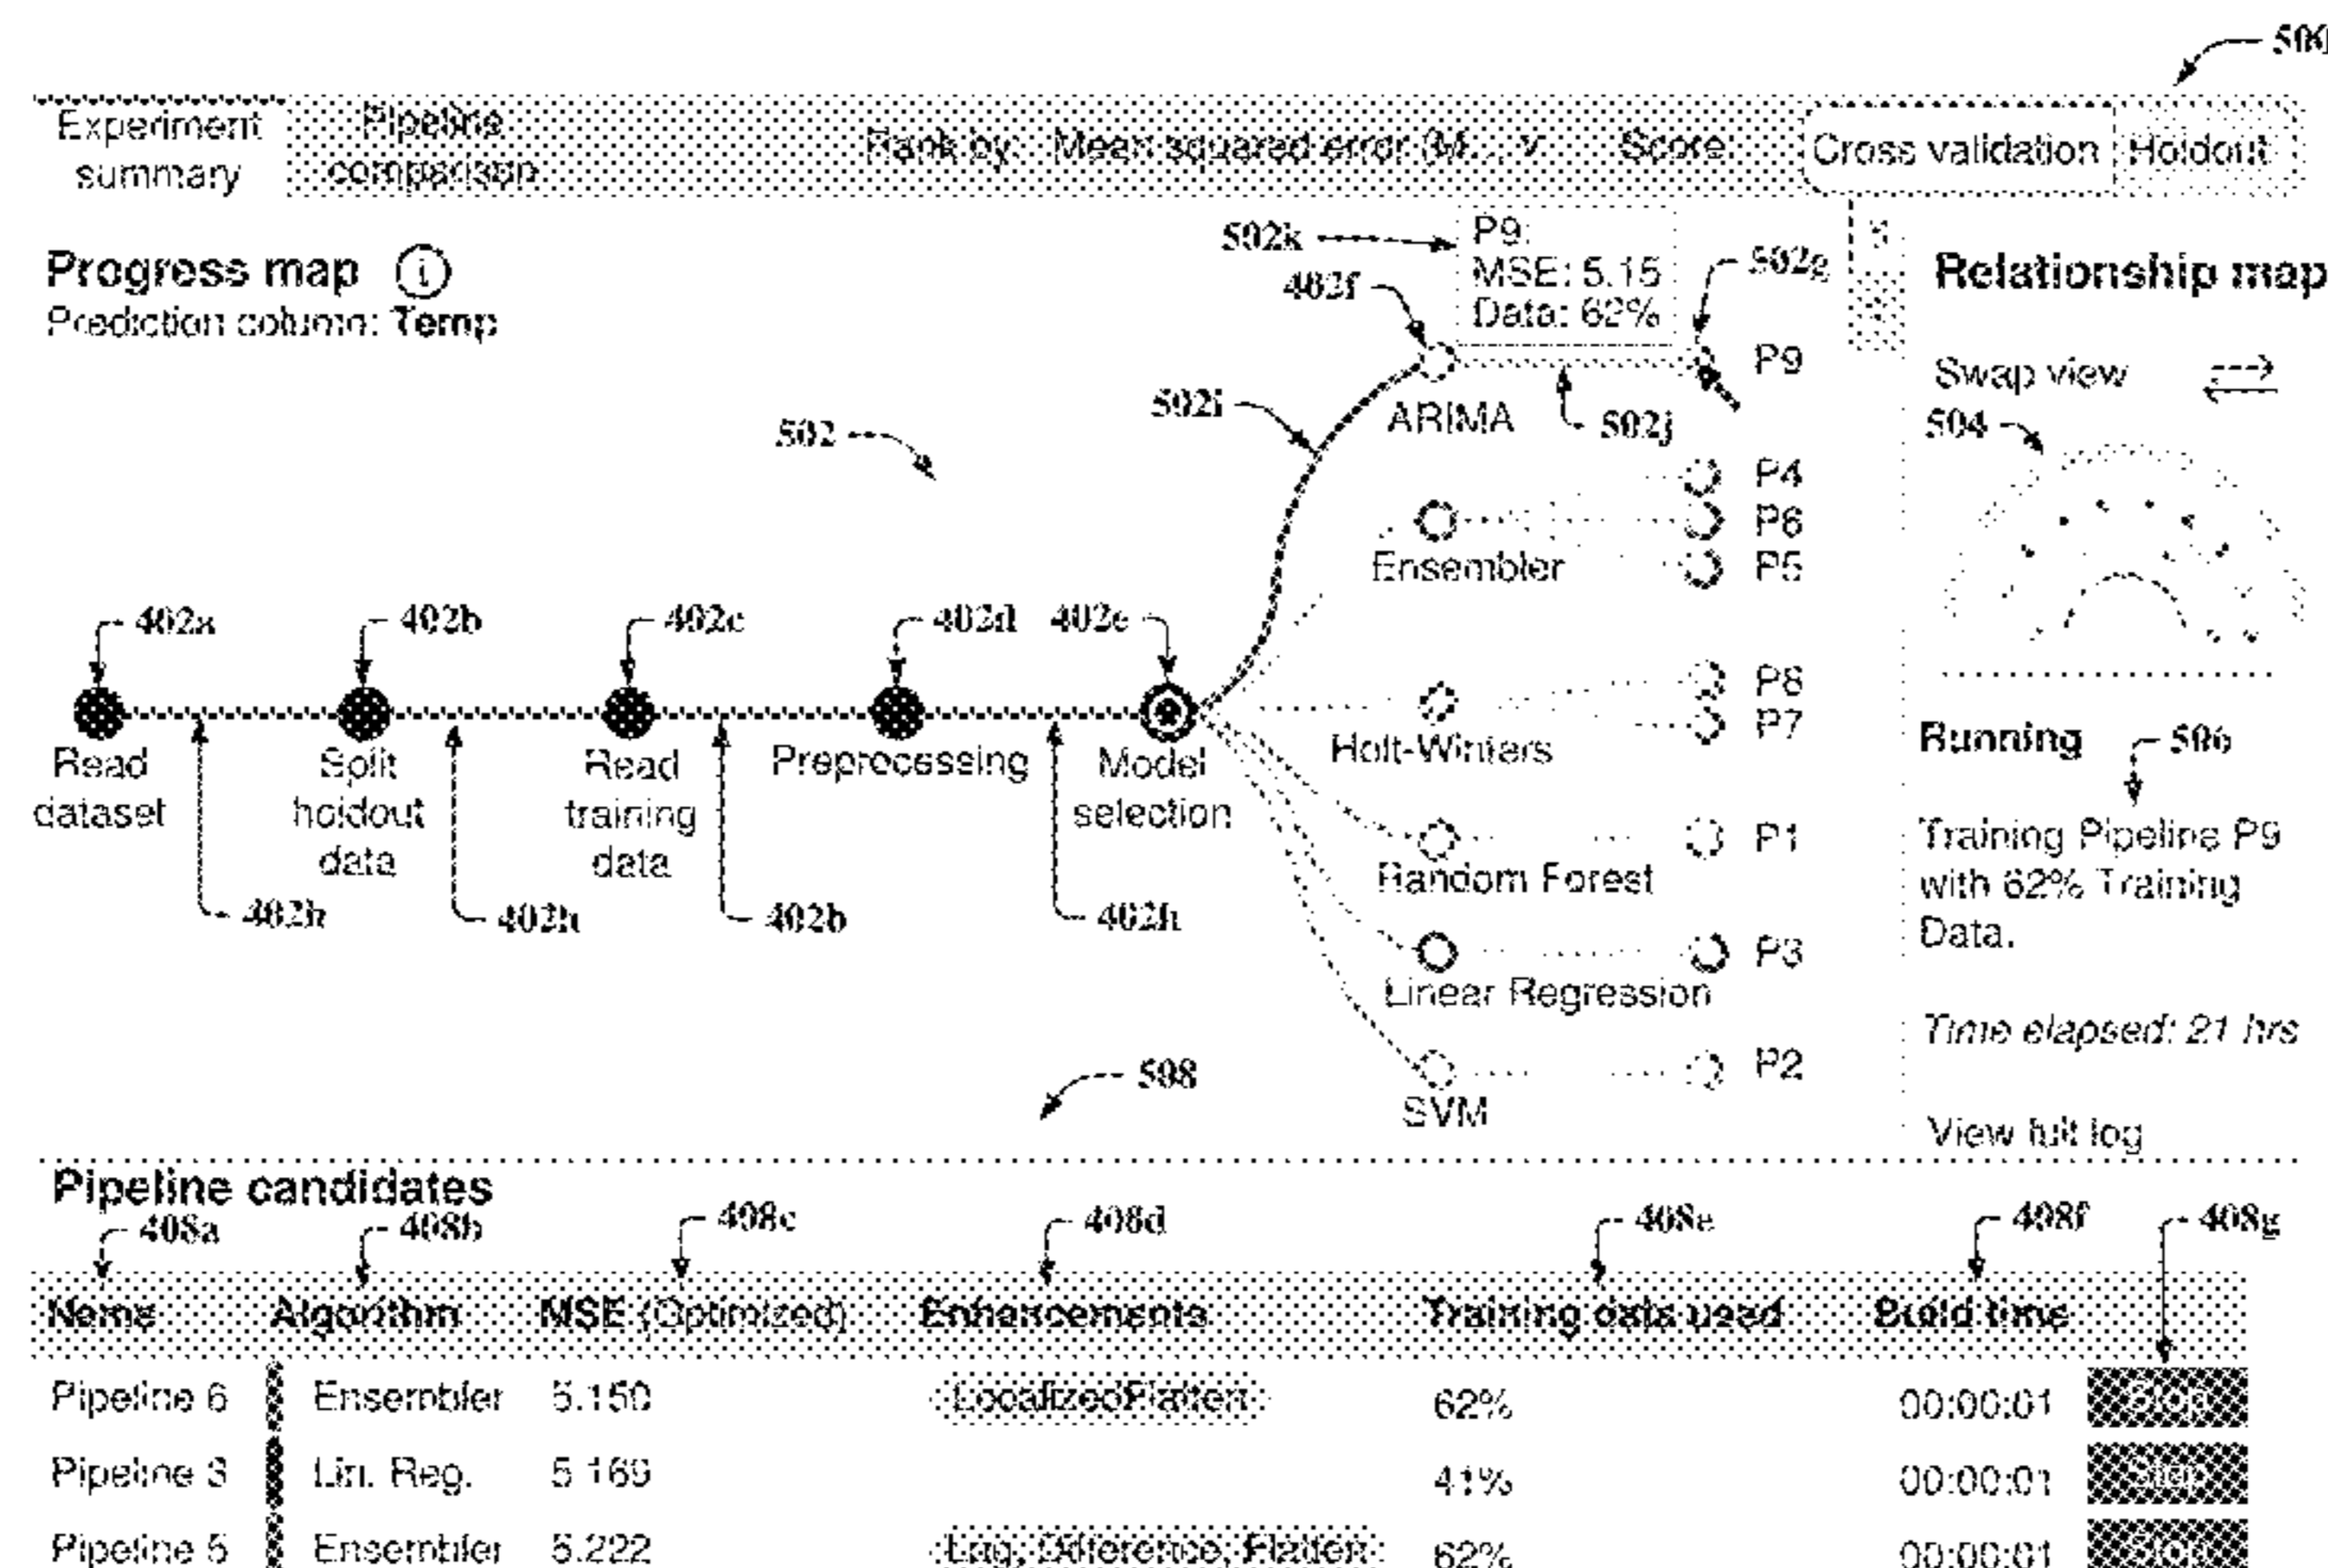 Experiment
summary
Pipeline
comparison
Rank by: Mean squared error (M... v
Score
Cross validation
Holdout
Progress map i
Prediction column: Temp
502k
P9:
MSE: 5.15
Data: 62%
402f
502g
P9
502i
502j
ARIMA
502
P4
P6
P5
Ensembler
402a
402b
402c
402d
402e
Read
dataset
Split
holdout
data
Read
training
data
Preprocessing
Model
selection
402h
402h
402h
P8
P7
Holt-Winters
P1
Random Forest
P3
Linear Regression
P2
SVM
Relationship map
Swap view
504
Running
506
Training Pipeline P9
with 62% Training
Data.
Time elapsed: 21 hrs
View full log
508
Pipeline candidates
408a
408b
408c
408d
408e
408f
408g
Name Algorithm MSE (Optimized) Enhancements Training data used Build time
Pipeline 6 Ensembler 5.150 LocalizedFlatten 62% 00:00:01 Stop
Pipeline 3 Lin. Reg. 5.169 41% 00:00:01 Stop
Pipeline 5 Ensembler 5.222 Lag, Difference, Flatten 62% 00:00:01 Stop